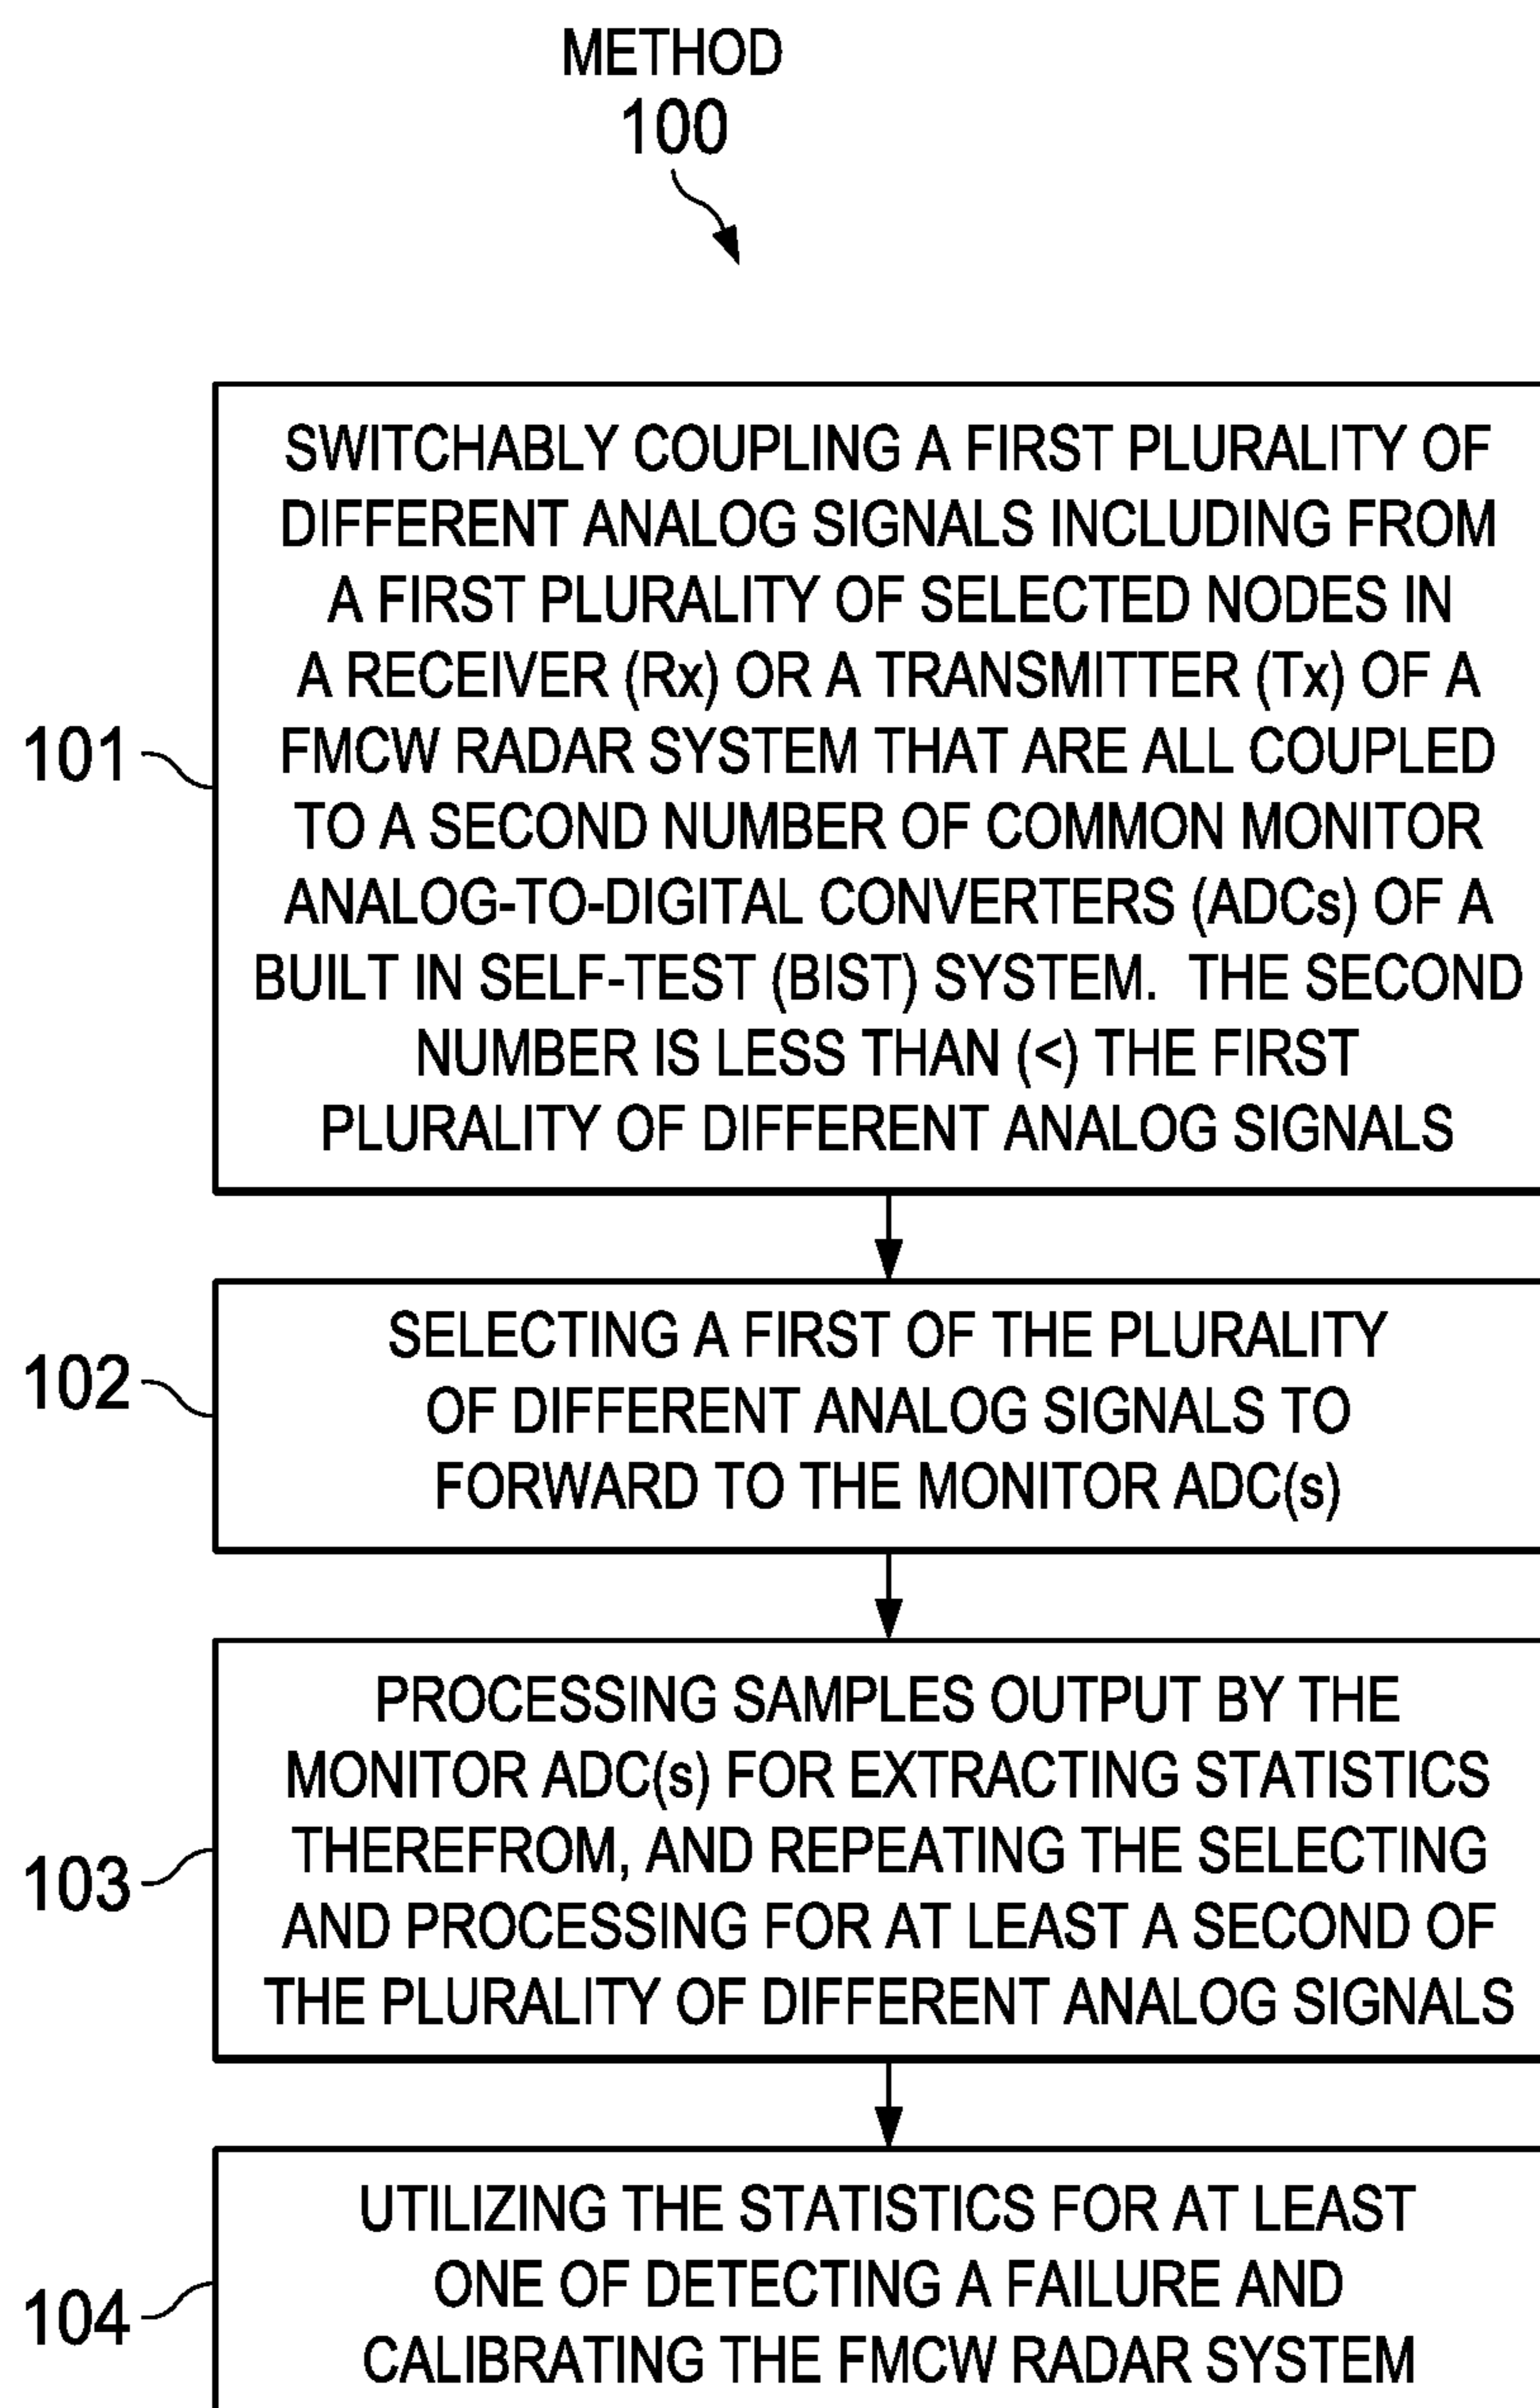 METHOD
100
101
SWITCHABLY COUPLING A FIRST PLURALITY OF
DIFFERENT ANALOG SIGNALS INCLUDING FROM
A FIRST PLURALITY OF SELECTED NODES IN
A RECEIVER (Rx) OR A TRANSMITTER (Tx) OF A
FMCW RADAR SYSTEM THAT ARE ALL COUPLED
TO A SECOND NUMBER OF COMMON MONITOR
ANALOG-TO-DIGITAL CONVERTERS (ADCs) OF A
BUILT IN SELF-TEST (BIST) SYSTEM. THE SECOND
NUMBER IS LESS THAN (<) THE FIRST
PLURALITY OF DIFFERENT ANALOG SIGNALS
102
SELECTING A FIRST OF THE PLURALITY
OF DIFFERENT ANALOG SIGNALS TO
FORWARD TO THE MONITOR ADC(s)
103
PROCESSING SAMPLES OUTPUT BY THE
MONITOR ADC(s) FOR EXTRACTING STATISTICS
THEREFROM, AND REPEATING THE SELECTING
AND PROCESSING FOR AT LEAST A SECOND OF
THE PLURALITY OF DIFFERENT ANALOG SIGNALS
104
UTILIZING THE STATISTICS FOR AT LEAST
ONE OF DETECTING A FAILURE AND
CALIBRATING THE FMCW RADAR SYSTEM